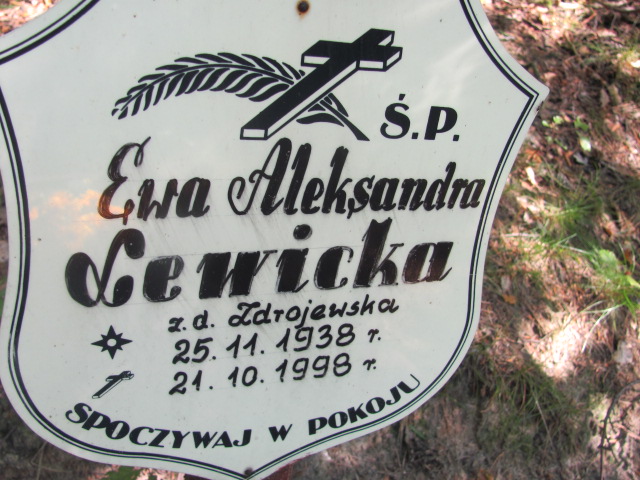 Ś.P.
Ewa Aleksandra
Lewicka
z.d. Zdrojewska
25.11.1938 r.
21.10.1998 r.
SPOCZYWAJ W POKOJU